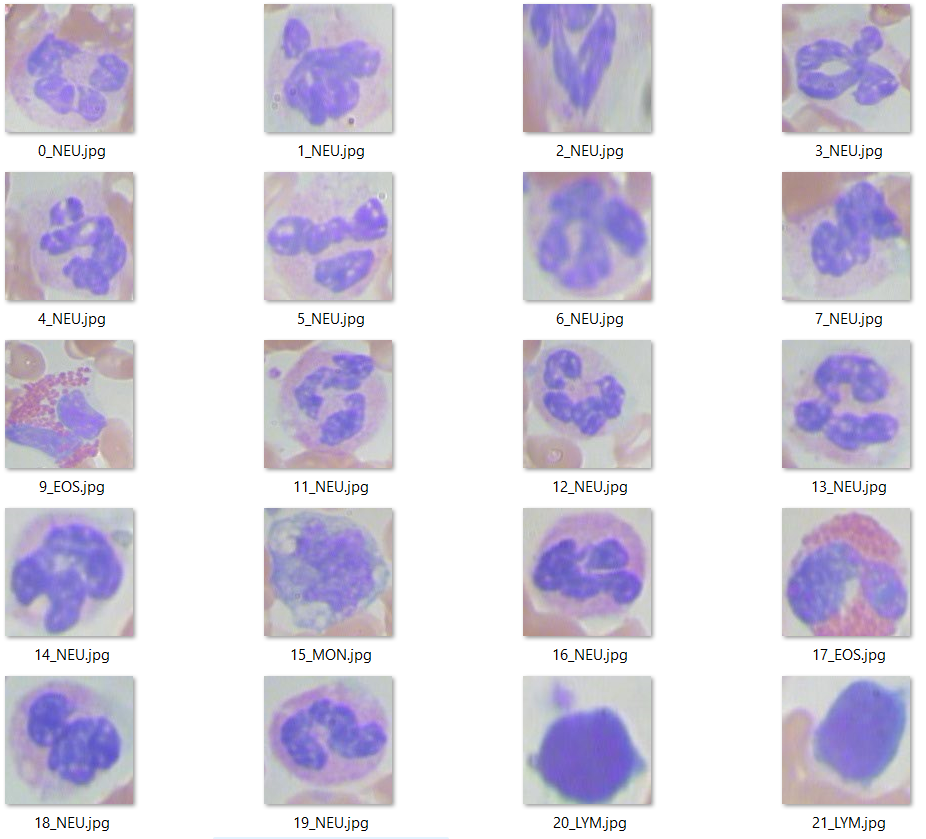 0_NEU.jpg 1_NEU.jpg 2_NEU.jpg 3_NEU.jpg
4_NEU.jpg 5_NEU.jpg 6_NEU.jpg 7_NEU.jpg
9_EOS.jpg 11_NEU.jpg 12_NEU.jpg 13_NEU.jpg
14_NEU.jpg 15_MON.jpg 16_NEU.jpg 17_EOS.jpg
18_NEU.jpg 19_NEU.jpg 20_LYM.jpg 21_LYM.jpg